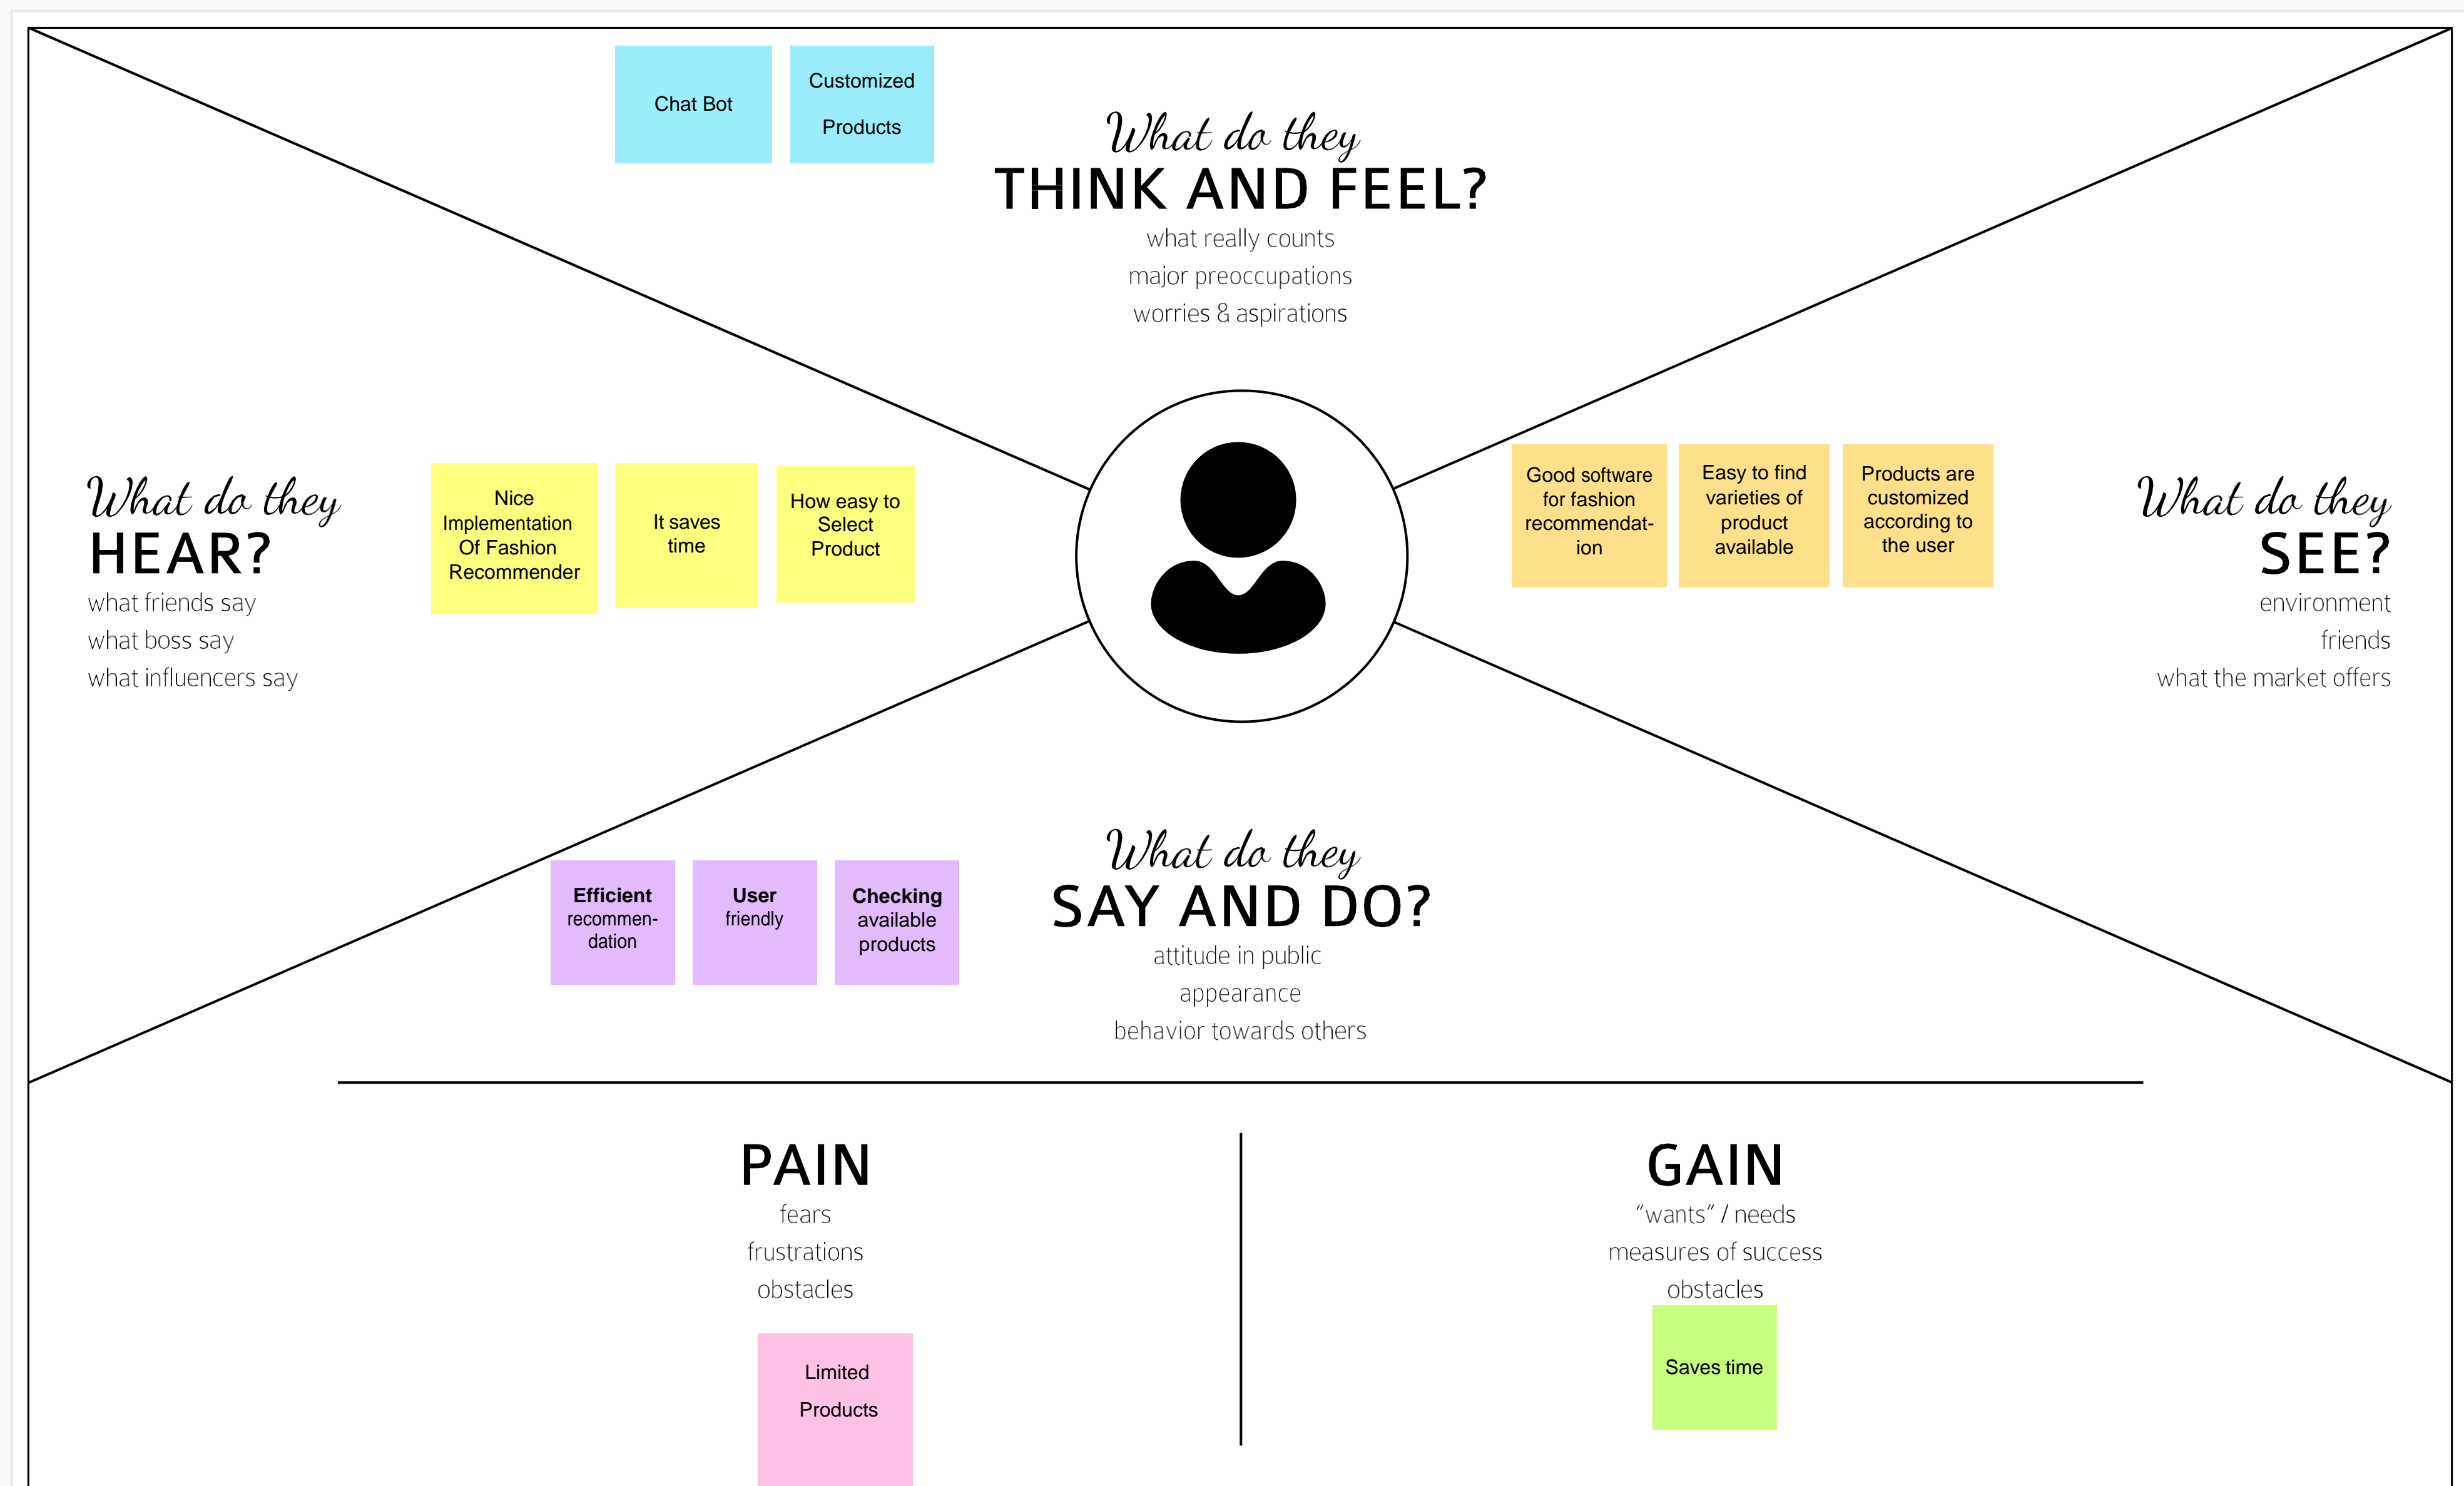 Chat Bot
Customized
Products
What do they
THINK AND FEEL?
what really counts
major preoccupations
worries & aspirations
What do they
HEAR?
what friends say
what boss say
what influencers say
Nice
Implementation
Of Fashion
Recommender
It saves
time
How easy to
Select
Product
Good software
for fashion
recommendat-
ion
Easy to find
varieties of
product
available
Products are
customized
according to
the user
What do they
SEE?
environment
friends
what the market offers
Efficient
recommen-
dation
User
friendly
Checking
available
products
What do they
SAY AND DO?
attitude in public
appearance
behavior towards others
PAIN
fears
frustrations
obstacles
Limited
Products
GAIN
“wants” / needs
measures of success
obstacles
Saves time